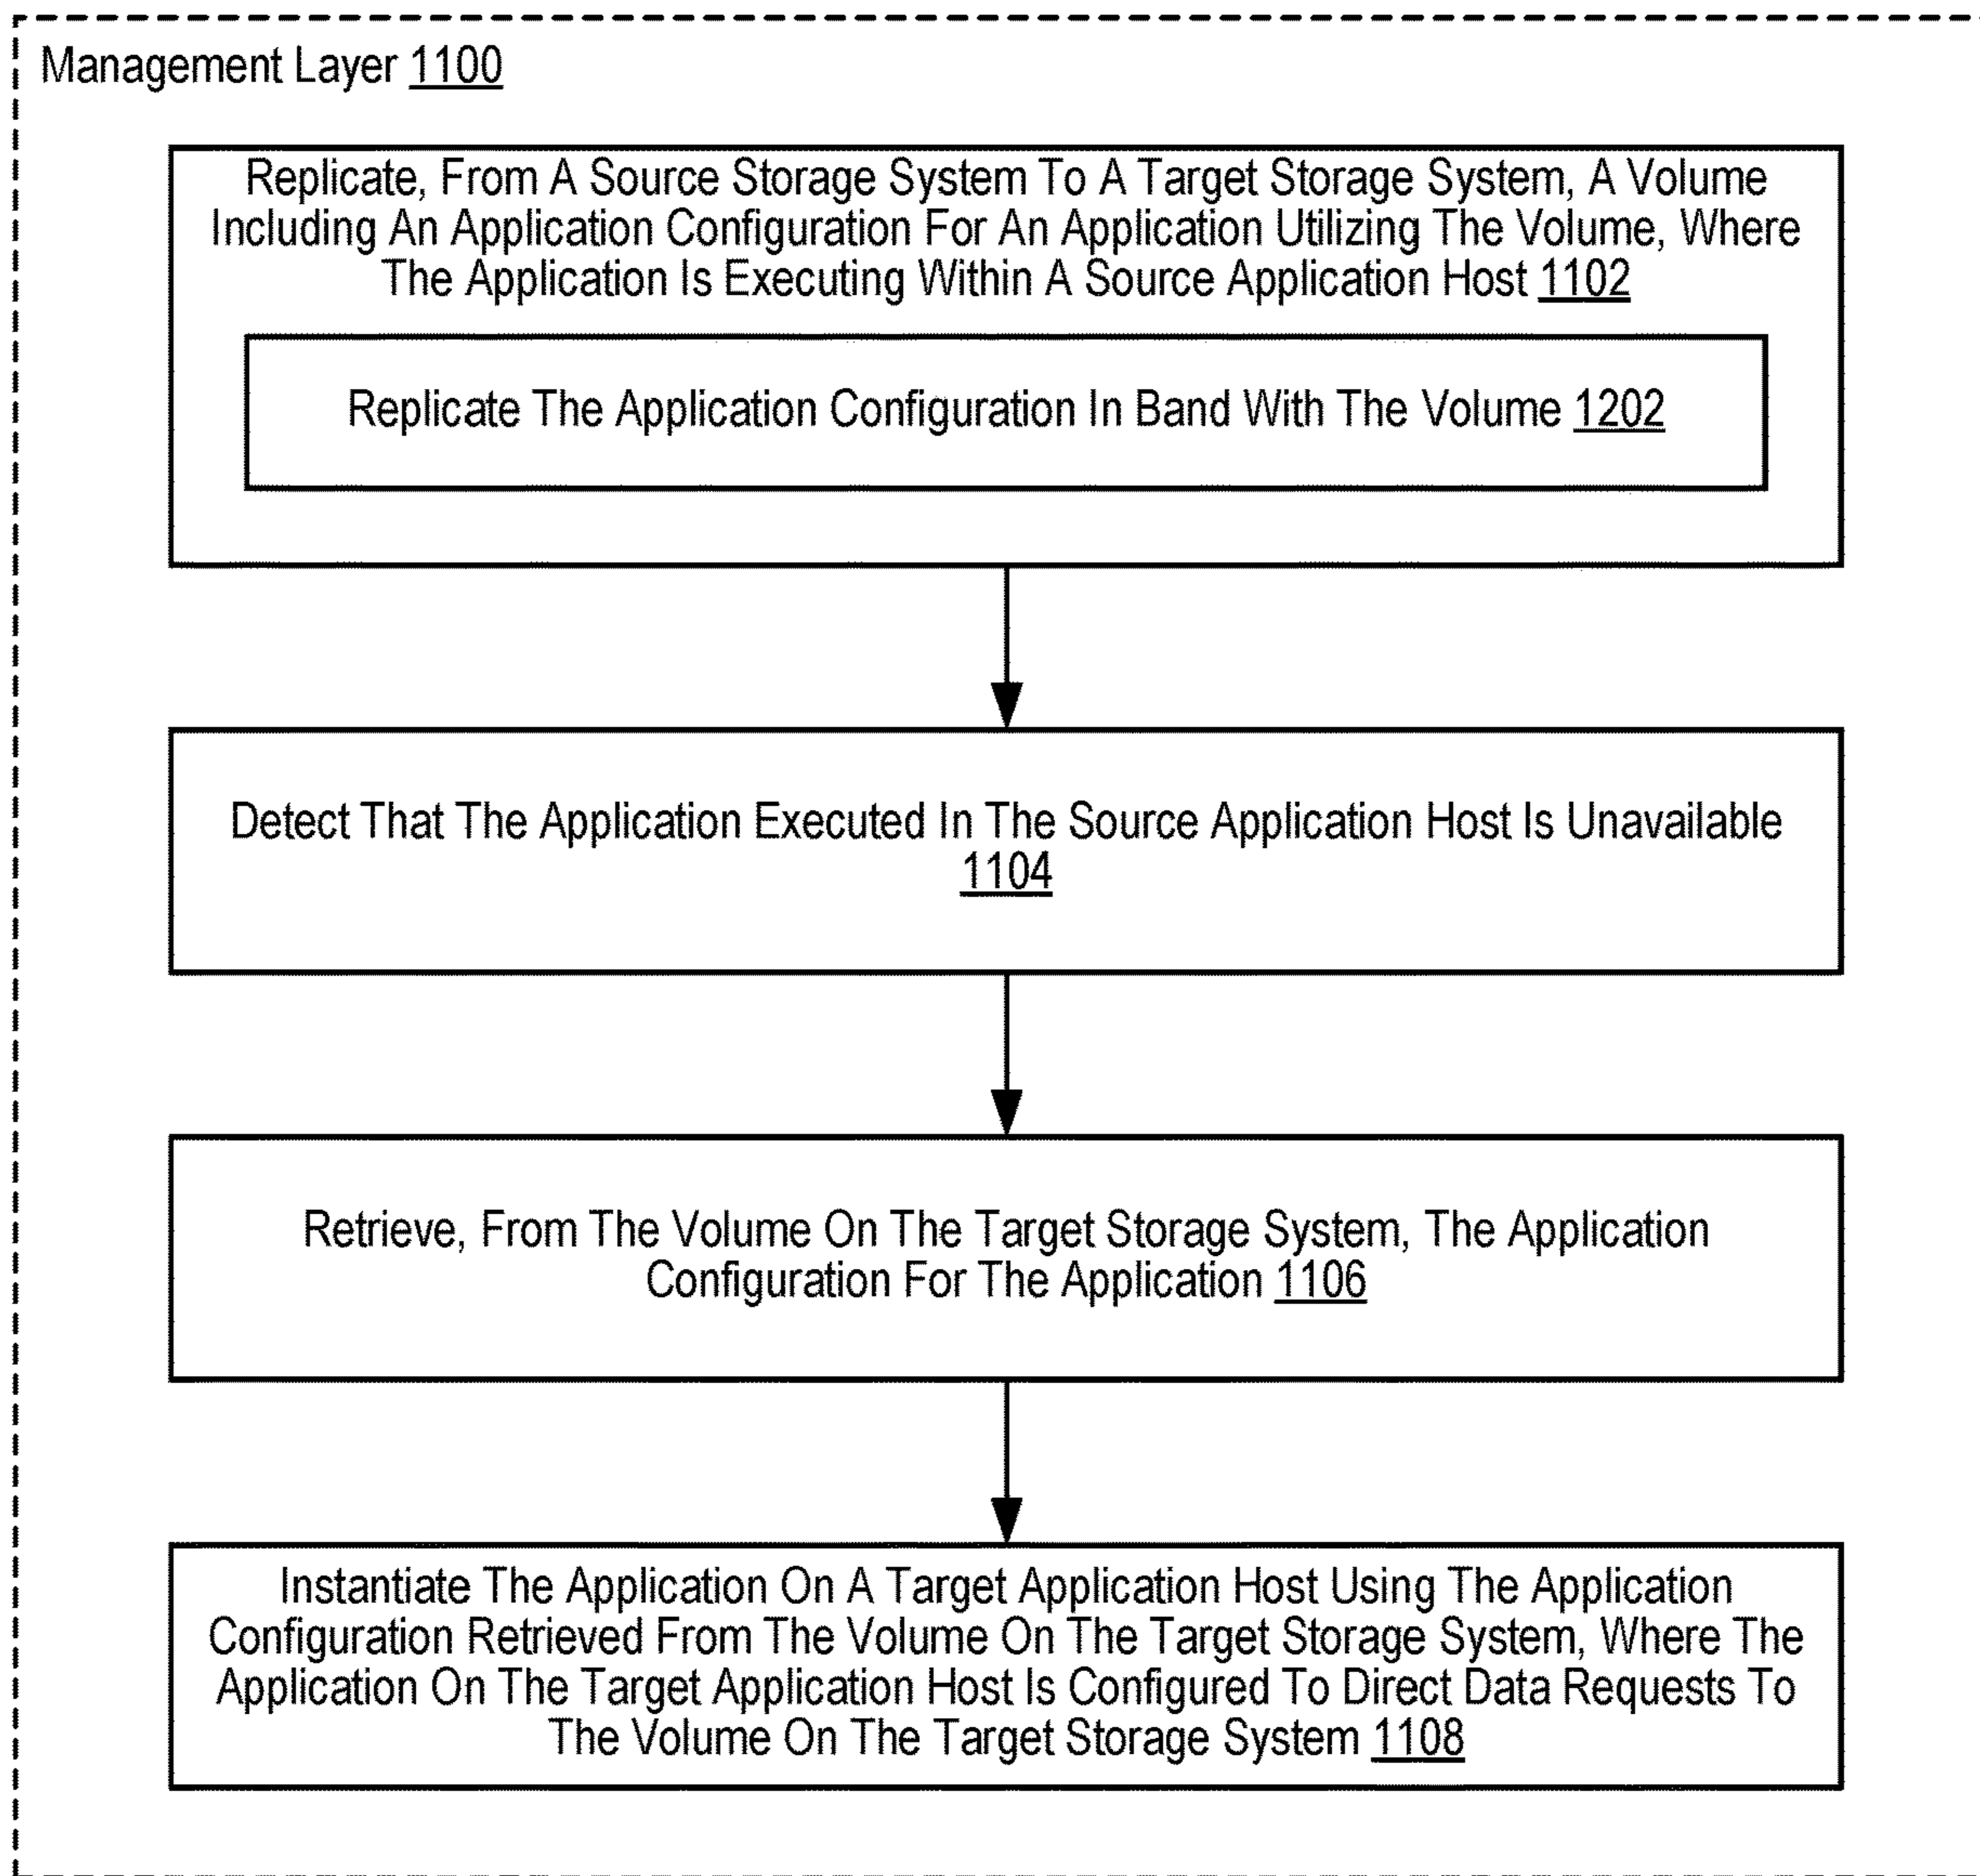 Management Layer 1100
Replicate, From A Source Storage System To A Target Storage System, A Volume
Including An Application Configuration For An Application Utilizing The Volume, Where
The Application Is Executing Within A Source Application Host 1102
Replicate The Application Configuration In Band With The Volume 1202
Detect That The Application Executed In The Source Application Host Is Unavailable
1104
Retrieve, From The Volume On The Target Storage System, The Application
Configuration For The Application 1106
Instantiate The Application On A Target Application Host Using The Application
Configuration Retrieved From The Volume On The Target Storage System, Where The
Application On The Target Application Host Is Configured To Direct Data Requests To
The Volume On The Target Storage System 1108